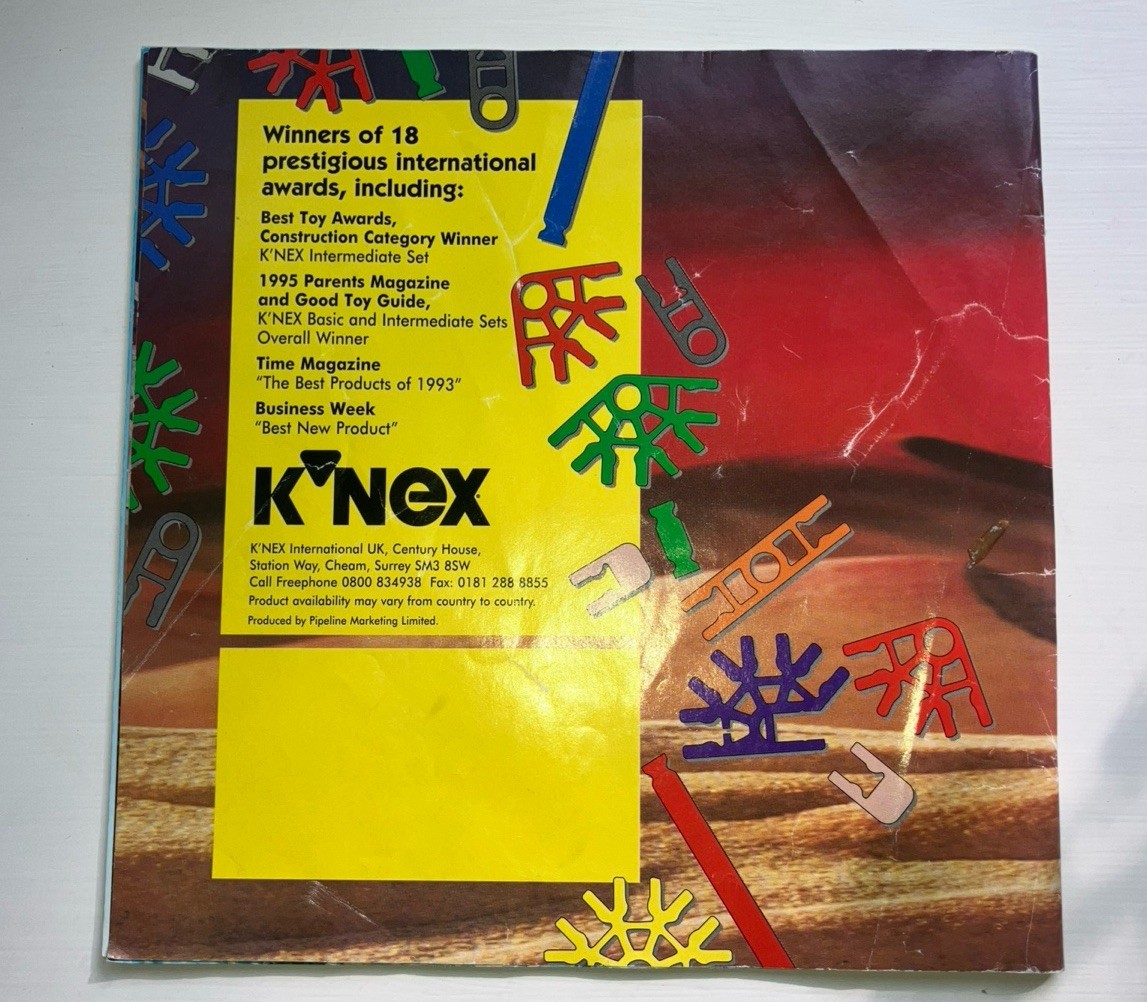 Winners of 18
prestigious international
awards, including:
Best Toy Awards,
Construction Category Winner
K'NEX Intermediate Set
1995 Parents Magazine
and Good Toy Guide,
K'NEX Basic and Intermediate Sets
Overall Winner
Time Magazine
"The Best Products of 1993"
Business Week
"Best New Product"
K'NEX
K'NEX International UK, Century House,
Station Way, Cheam, Surrey SM3 8SW
Call Freephone 0800 834938 Fax: 0181 288 8855
Product availability may vary from country to country.
Produced by Pipeline Marketing Limited.